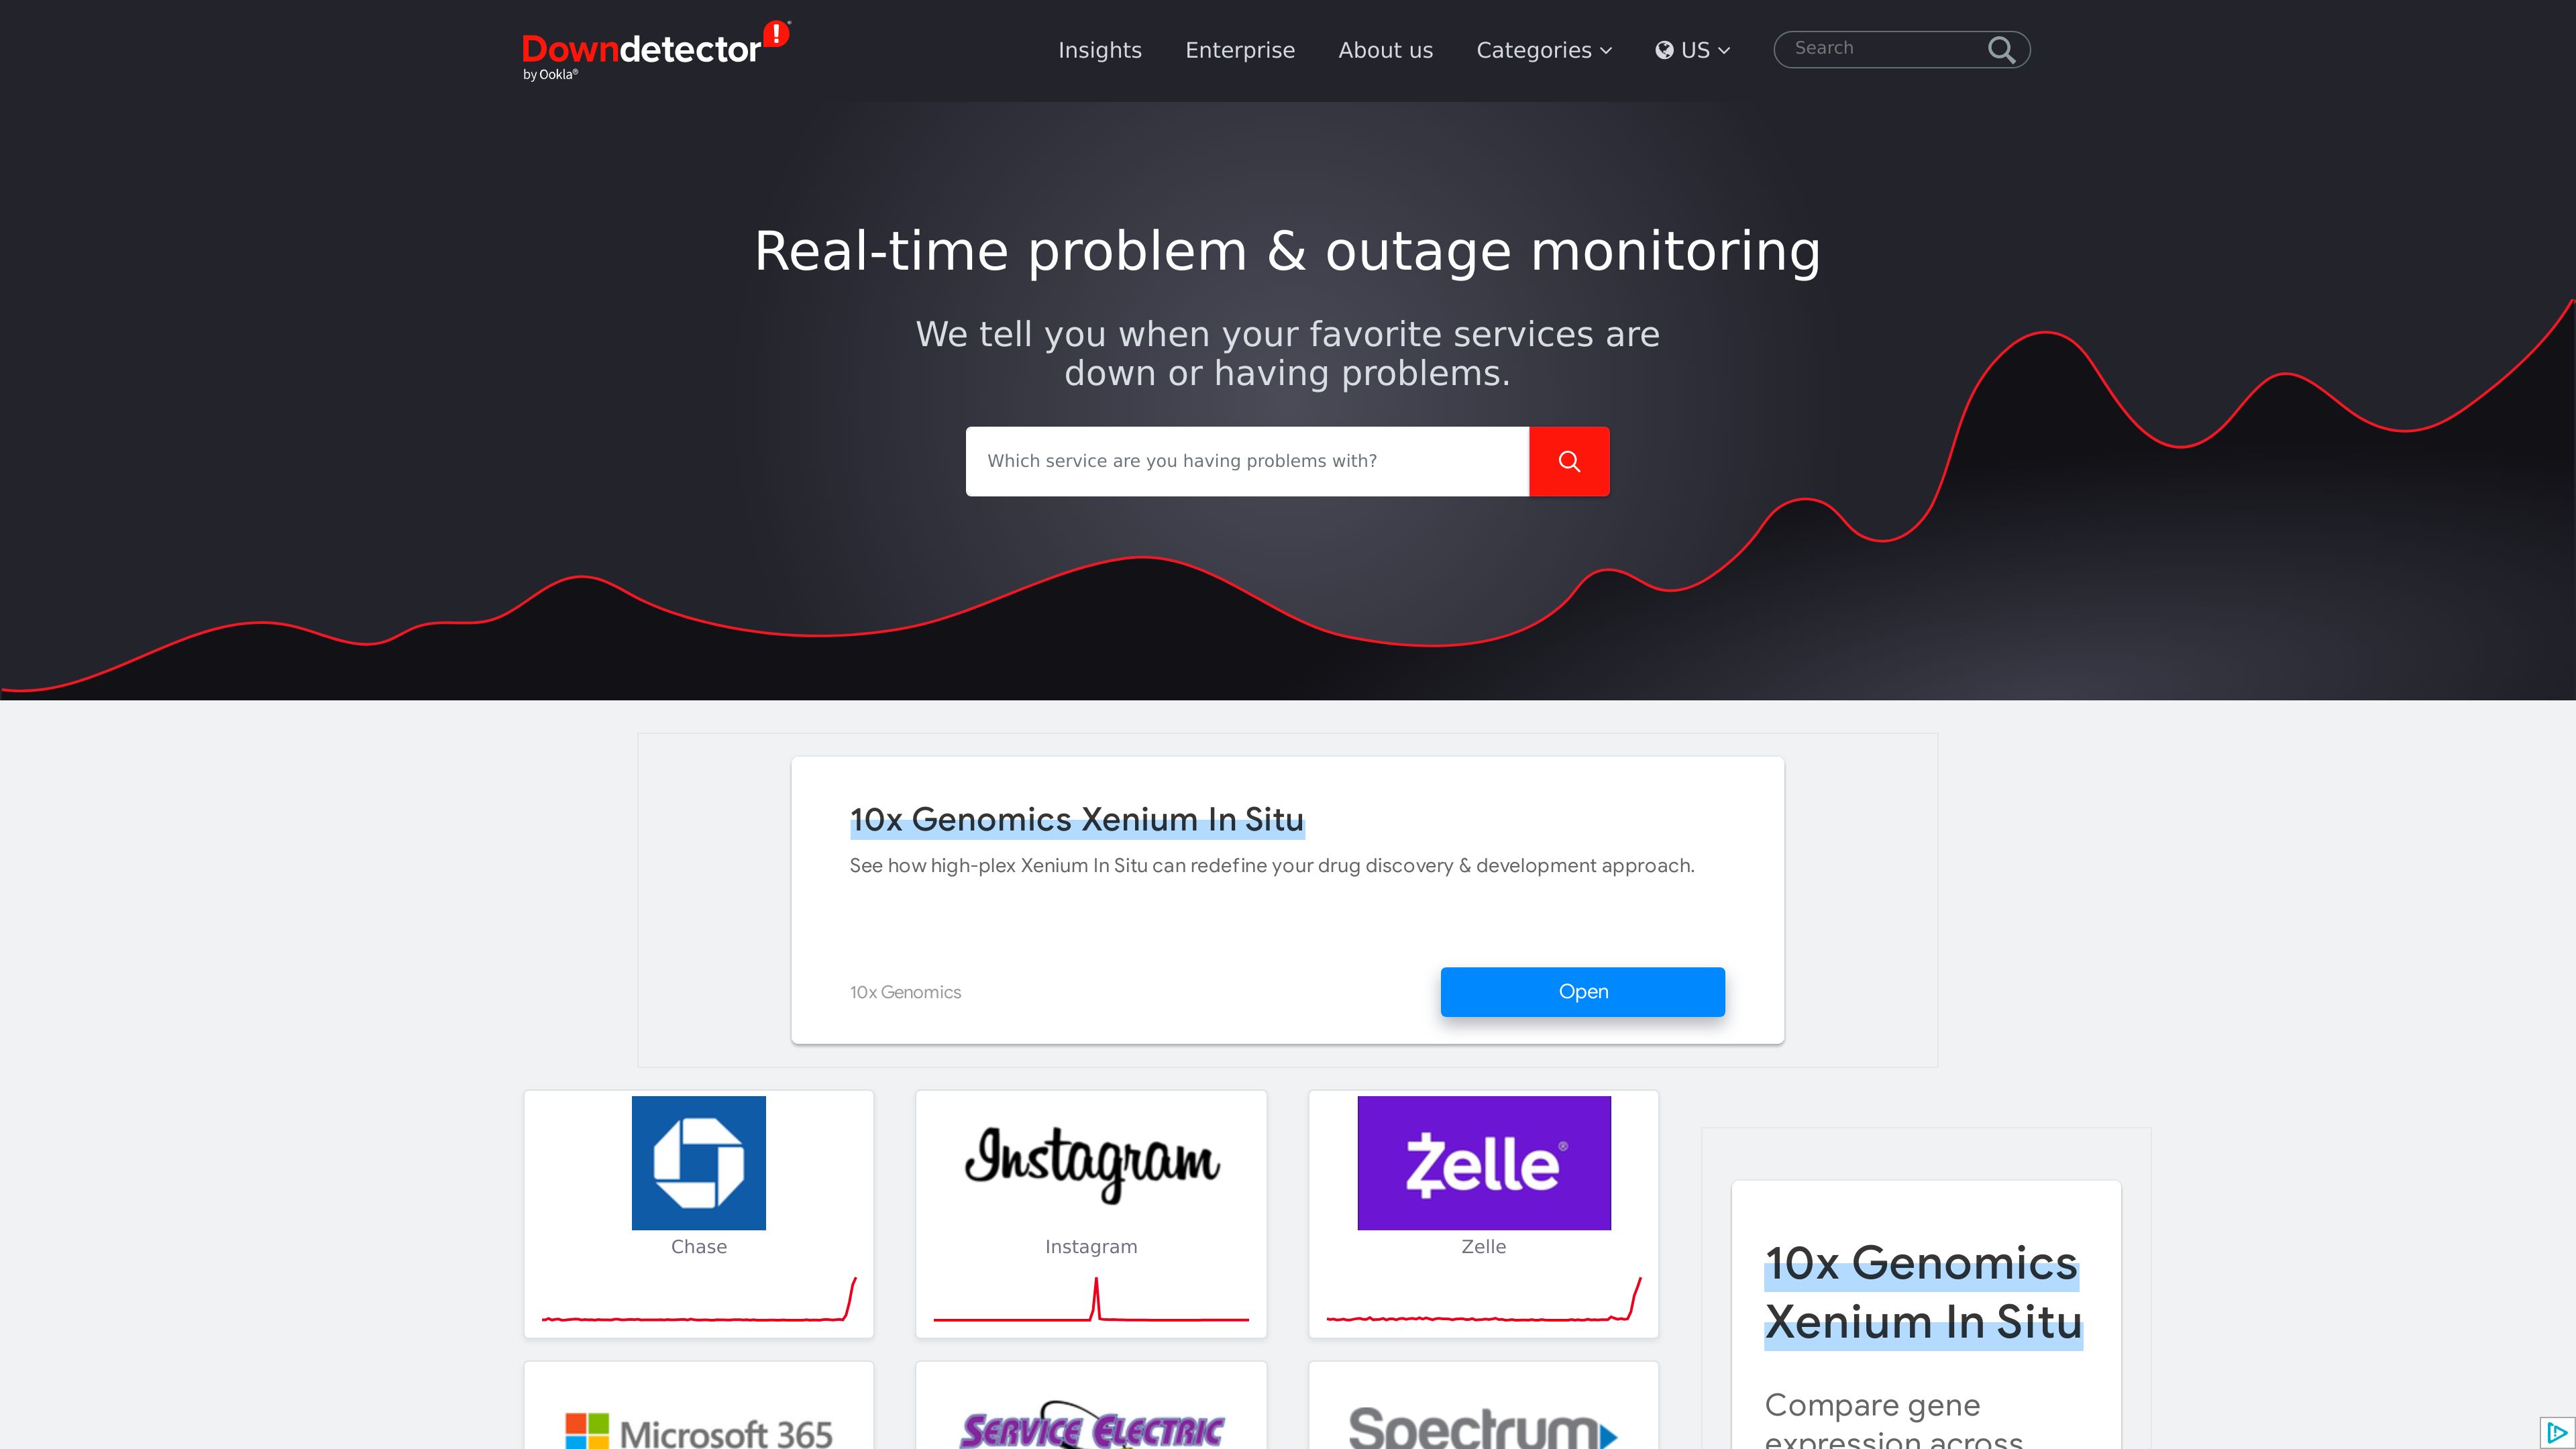 Downdetector
by Ookla®
Insights
Enterprise
About us
Categories
US
Search
Real-time problem & outage monitoring
We tell you when your favorite services are
down or having problems.
Which service are you having problems with?
10x Genomics Xenium In Situ
See how high-plex Xenium In Situ can redefine your drug discovery & development approach.
10x Genomics
Open
Chase
Instagram
Instagram
Zelle®
Zelle
10x Genomics
Xenium In Situ
Compare gene
expression across
Microsoft 365
SERVICE ELECTRIC
Spectrum